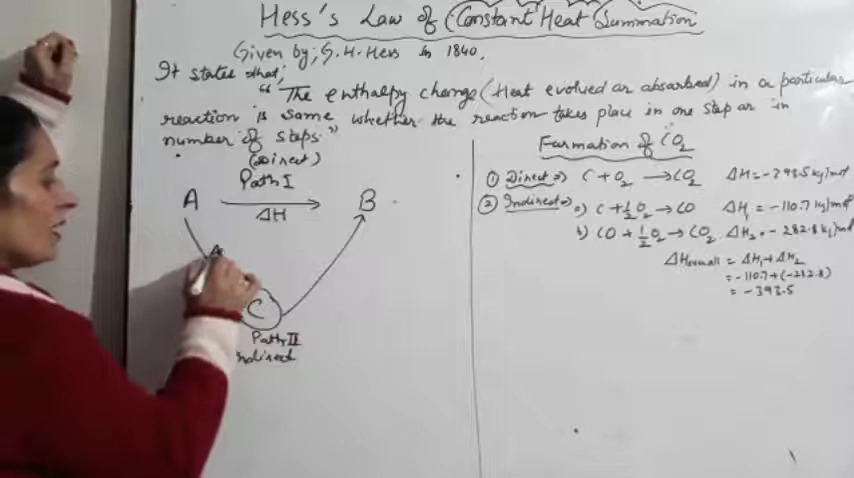 Hess's Law of Constant Heat Summation
Given by; G.H. Hess in 1840.
It states that;
"The enthalpy change (Heat evolved or absorbed) in a particular
reaction is same whether the reaction takes place in one step or in
number of steps."
(Direct)
Path I
A → B
ΔH
C
Path II
Indirect
Formation of CO2
① Direct ⇒ C + O2 → CO2 ΔH = -393.5 kJ/mol
② Indirect ⇒ a) C + 1/2 O2 → CO ΔH1 = -110.7 kJ/mol
b) CO + 1/2 O2 → CO2 ΔH2 = -282.8 kJ/mol
ΔHoverall = ΔH1 + ΔH2
= -110.7 + (-282.8)
= -393.5